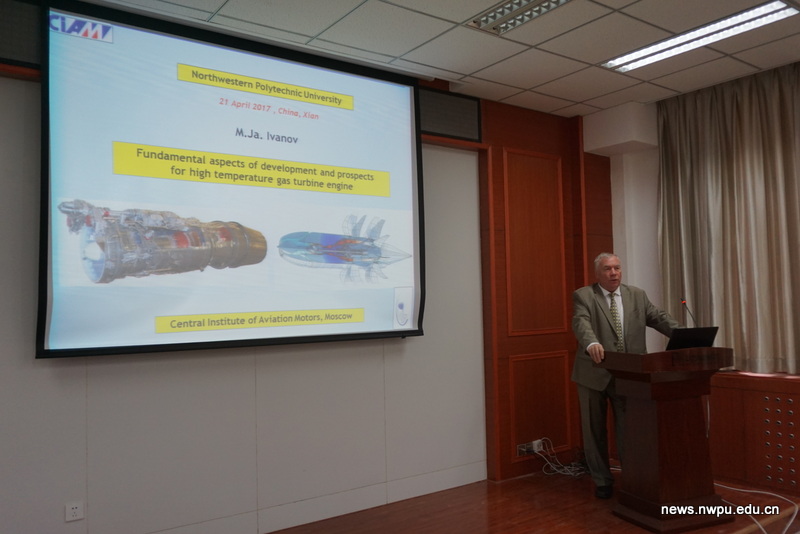 CIAM
Northwestern Polytechnic University
21 April 2017 , China, Xian
M.Ja. Ivanov
Fundamental aspects of development and prospects
for high temperature gas turbine engine
Central Institute of Aviation Motors, Moscow
news.nwpu.edu.cn